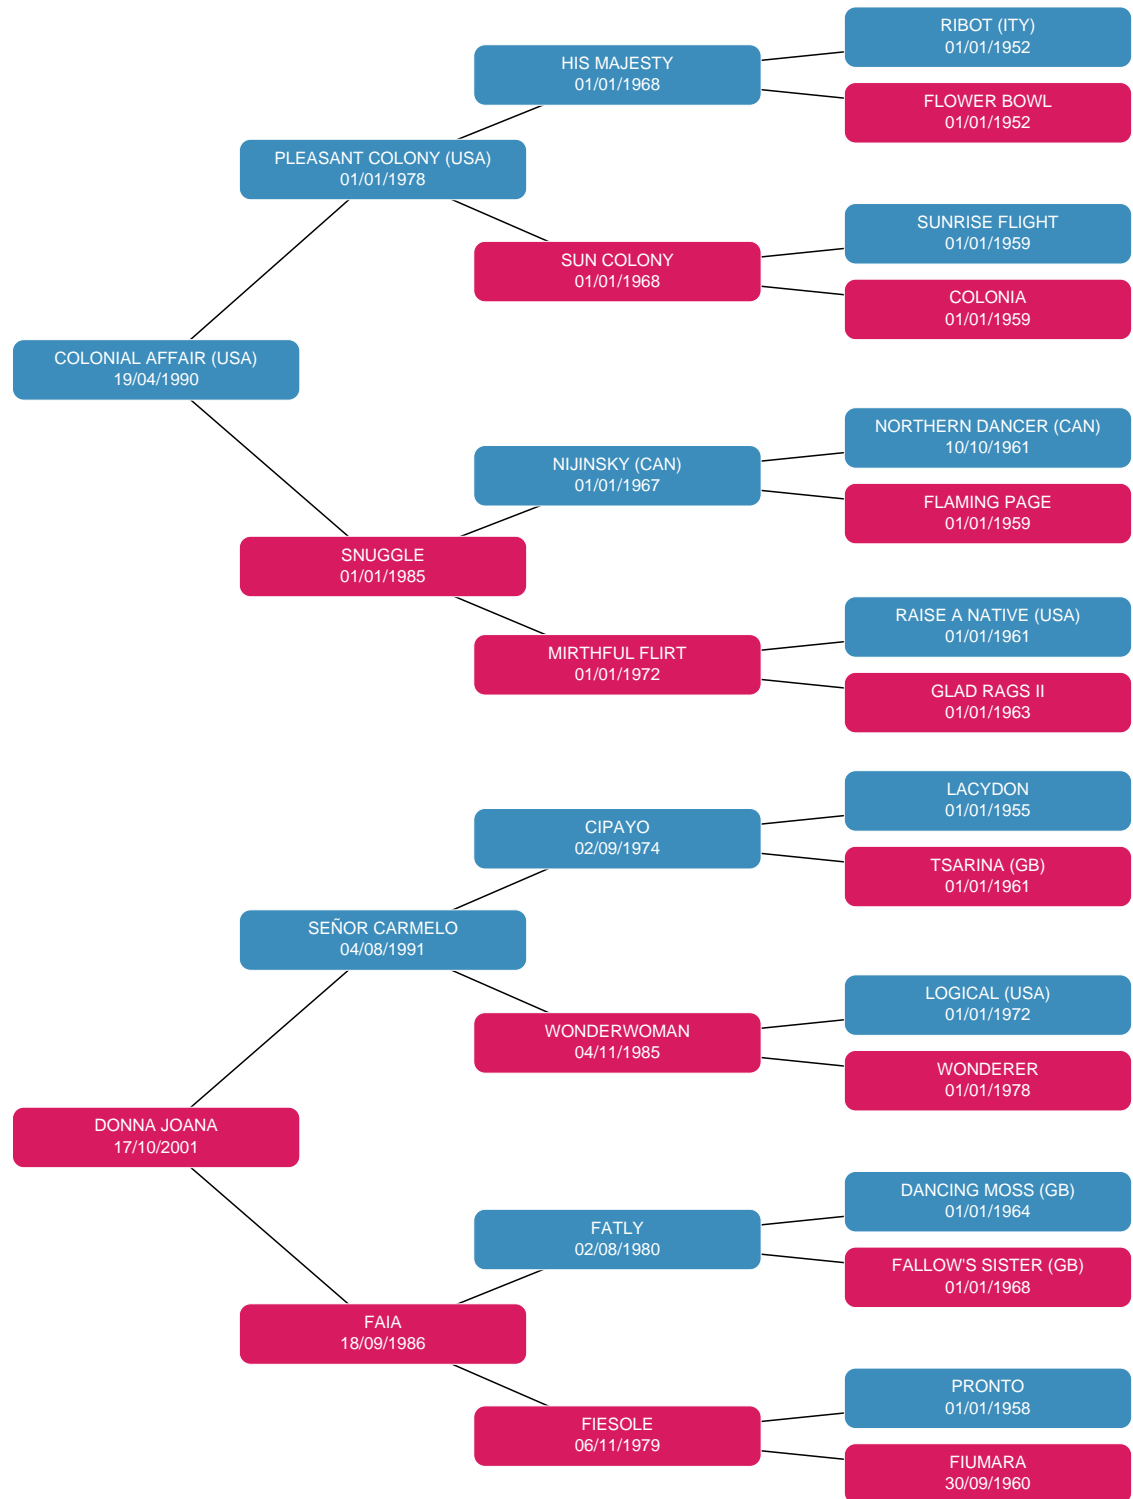 RIBOT (ITY)
01/01/1952
HIS MAJESTY
01/01/1968
FLOWER BOWL
01/01/1952
PLEASANT COLONY (USA)
01/01/1978
SUNRISE FLIGHT
01/01/1959
SUN COLONY
01/01/1968
COLONIA
01/01/1959
COLONIAL AFFAIR (USA)
19/04/1990
NORTHERN DANCER (CAN)
10/10/1961
NIJINSKY (CAN)
01/01/1967
FLAMING PAGE
01/01/1959
SNUGGLE
01/01/1985
RAISE A NATIVE (USA)
01/01/1961
MIRTHFUL FLIRT
01/01/1972
GLAD RAGS II
01/01/1963
LACYDON
01/01/1955
CIPAYO
02/09/1974
TSARINA (GB)
01/01/1961
SEÑOR CARMELO
04/08/1991
LOGICAL (USA)
01/01/1972
WONDERWOMAN
04/11/1985
WONDERER
01/01/1978
DONNA JOANA
17/10/2001
DANCING MOSS (GB)
01/01/1964
FATLY
02/08/1980
FALLOW'S SISTER (GB)
01/01/1968
FAIA
18/09/1986
PRONTO
01/01/1958
FIESOLE
06/11/1979
FIUMARA
30/09/1960